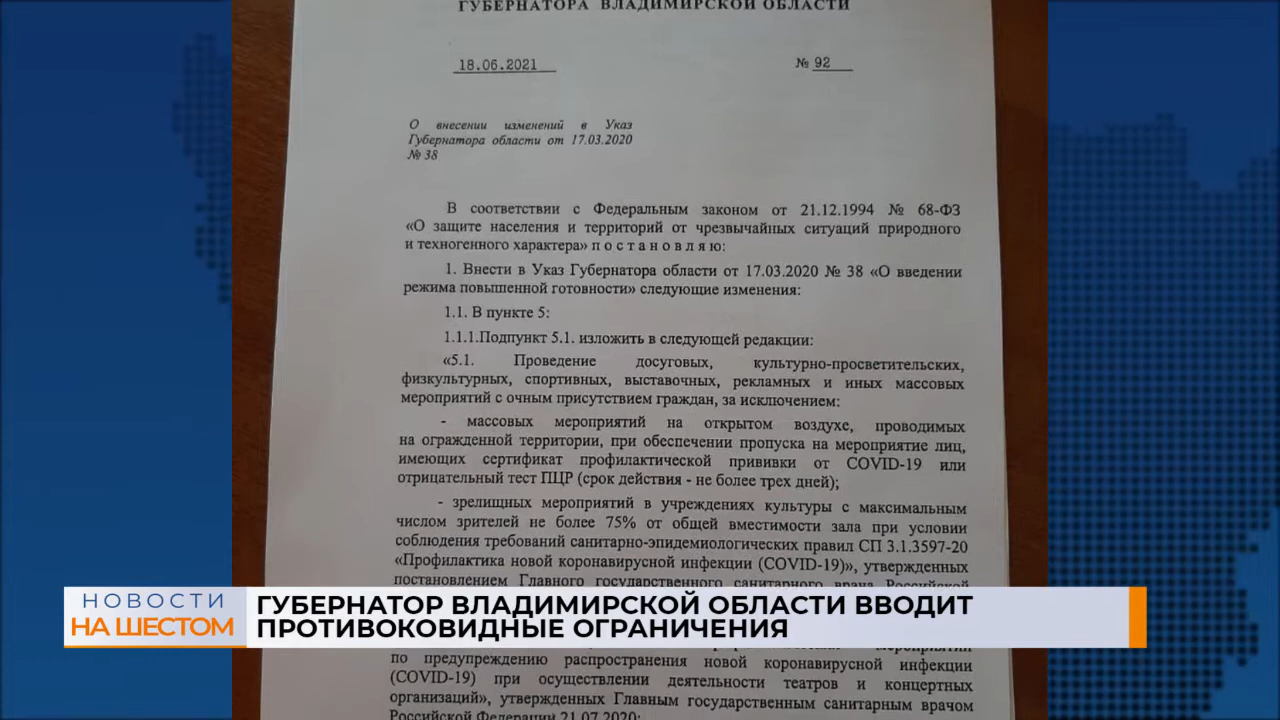 ГУБЕРНАТОРА ВЛАДИМИРСКОЙ ОБЛАСТИ
18.06.2021
№ 92
О внесении изменений в Указ
Губернатора области от 17.03.2020
№ 38
В соответствии с Федеральным законом от 21.12.1994 № 68-ФЗ
«О защите населения и территорий от чрезвычайных ситуаций природного
и техногенного характера» п о с т а н о в л я ю:
1. Внести в Указ Губернатора области от 17.03.2020 № 38 «О введении
режима повышенной готовности» следующие изменения:
1.1. В пункте 5:
1.1.1.Подпункт 5.1. изложить в следующей редакции:
«5.1. Проведение досуговых, культурно-просветительских,
физкультурных, спортивных, выставочных, рекламных и иных массовых
мероприятий с очным присутствием граждан, за исключением:
- массовых мероприятий на открытом воздухе, проводимых
на огражденной территории, при обеспечении пропуска на мероприятие лиц,
имеющих сертификат профилактической прививки от COVID-19 или
отрицательный тест ПЦР (срок действия - не более трех дней);
- зрелищных мероприятий в учреждениях культуры с максимальным
числом зрителей не более 75% от общей вместимости зала при условии
соблюдения требований санитарно-эпидемиологических правил СП 3.1.3597-20
«Профилактика новой коронавирусной инфекции (COVID-19)», утвержденных
постановлением Главного государственного санитарного врача Российской
НОВОСТИ
НА ШЕСТОМ
ГУБЕРНАТОР ВЛАДИМИРСКОЙ ОБЛАСТИ ВВОДИТ
ПРОТИВОКОВИДНЫЕ ОГРАНИЧЕНИЯ
мероприятий
по предупреждению распространения новой коронавирусной инфекции
(COVID-19) при осуществлении деятельности театров и концертных
организаций», утвержденных Главным государственным санитарным врачом
Российской Федерации 21.07.2020;